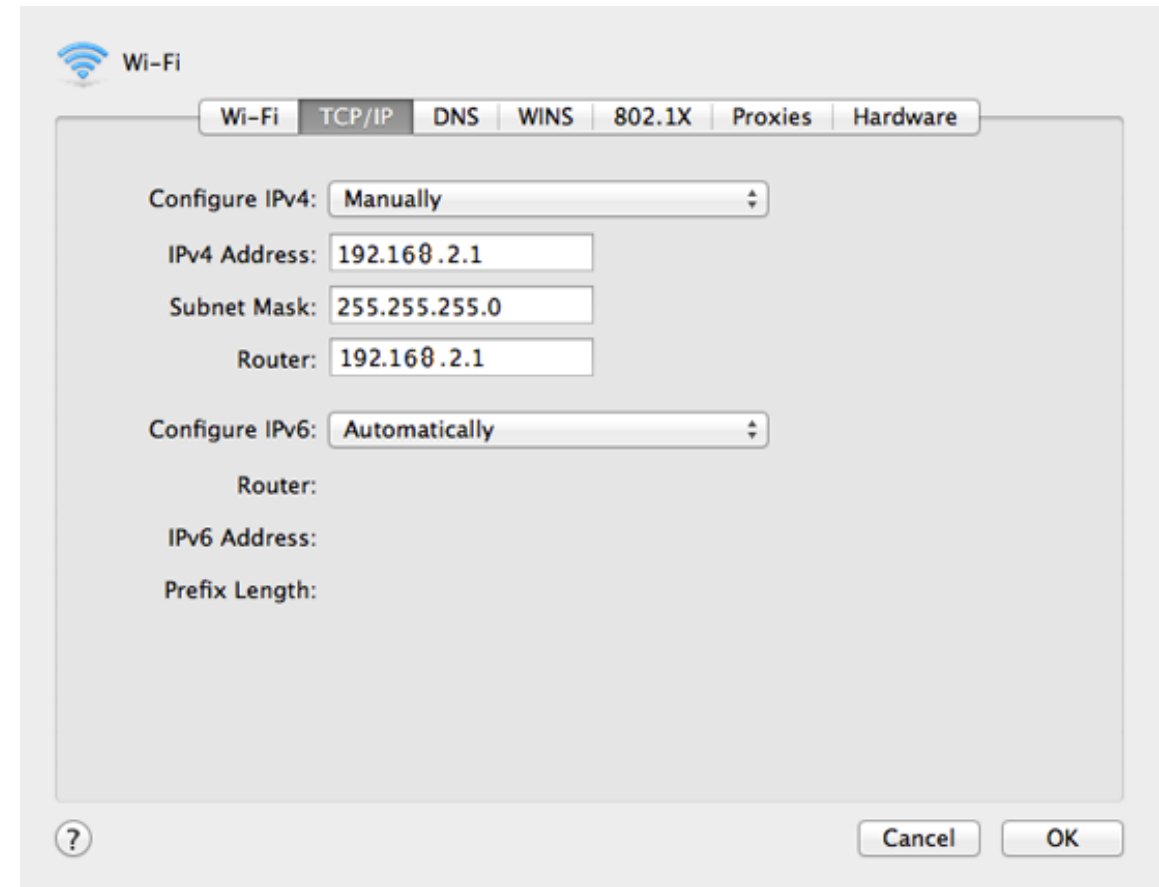 Wi-Fi
Wi-Fi TCP/IP DNS WINS 802.1X Proxies Hardware
Configure IPv4: Manually
IPv4 Address: 192.168.2.1
Subnet Mask: 255.255.255.0
Router: 192.168.2.1
Configure IPv6: Automatically
Router:
IPv6 Address:
Prefix Length:
? Cancel OK